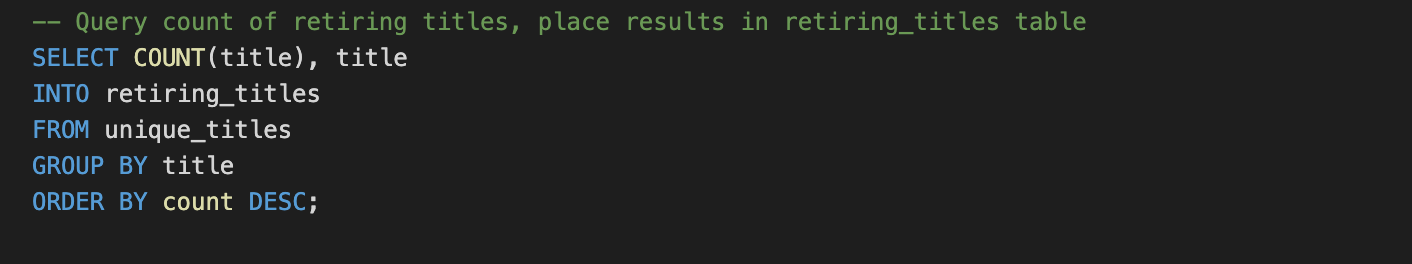 -- Query count of retiring titles, place results in retiring_titles table
SELECT COUNT(title), title
INTO retiring_titles
FROM unique_titles
GROUP BY title
ORDER BY count DESC;